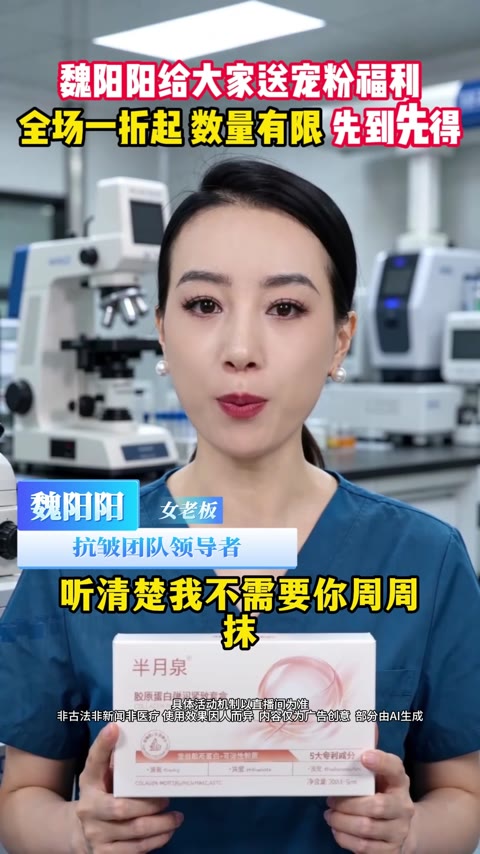 魏阳阳给大家送宠粉福利
全场一折起 数量有限 先到先得
魏阳阳
女老板
抗皱团队领导者
听清楚我不需要你周周
抹
半月泉
具体活动机制以直播间为准
非古法非新闻非医疗 使用效果因人而异 内容仅为广告创意 部分由AI生成
5大专利成分